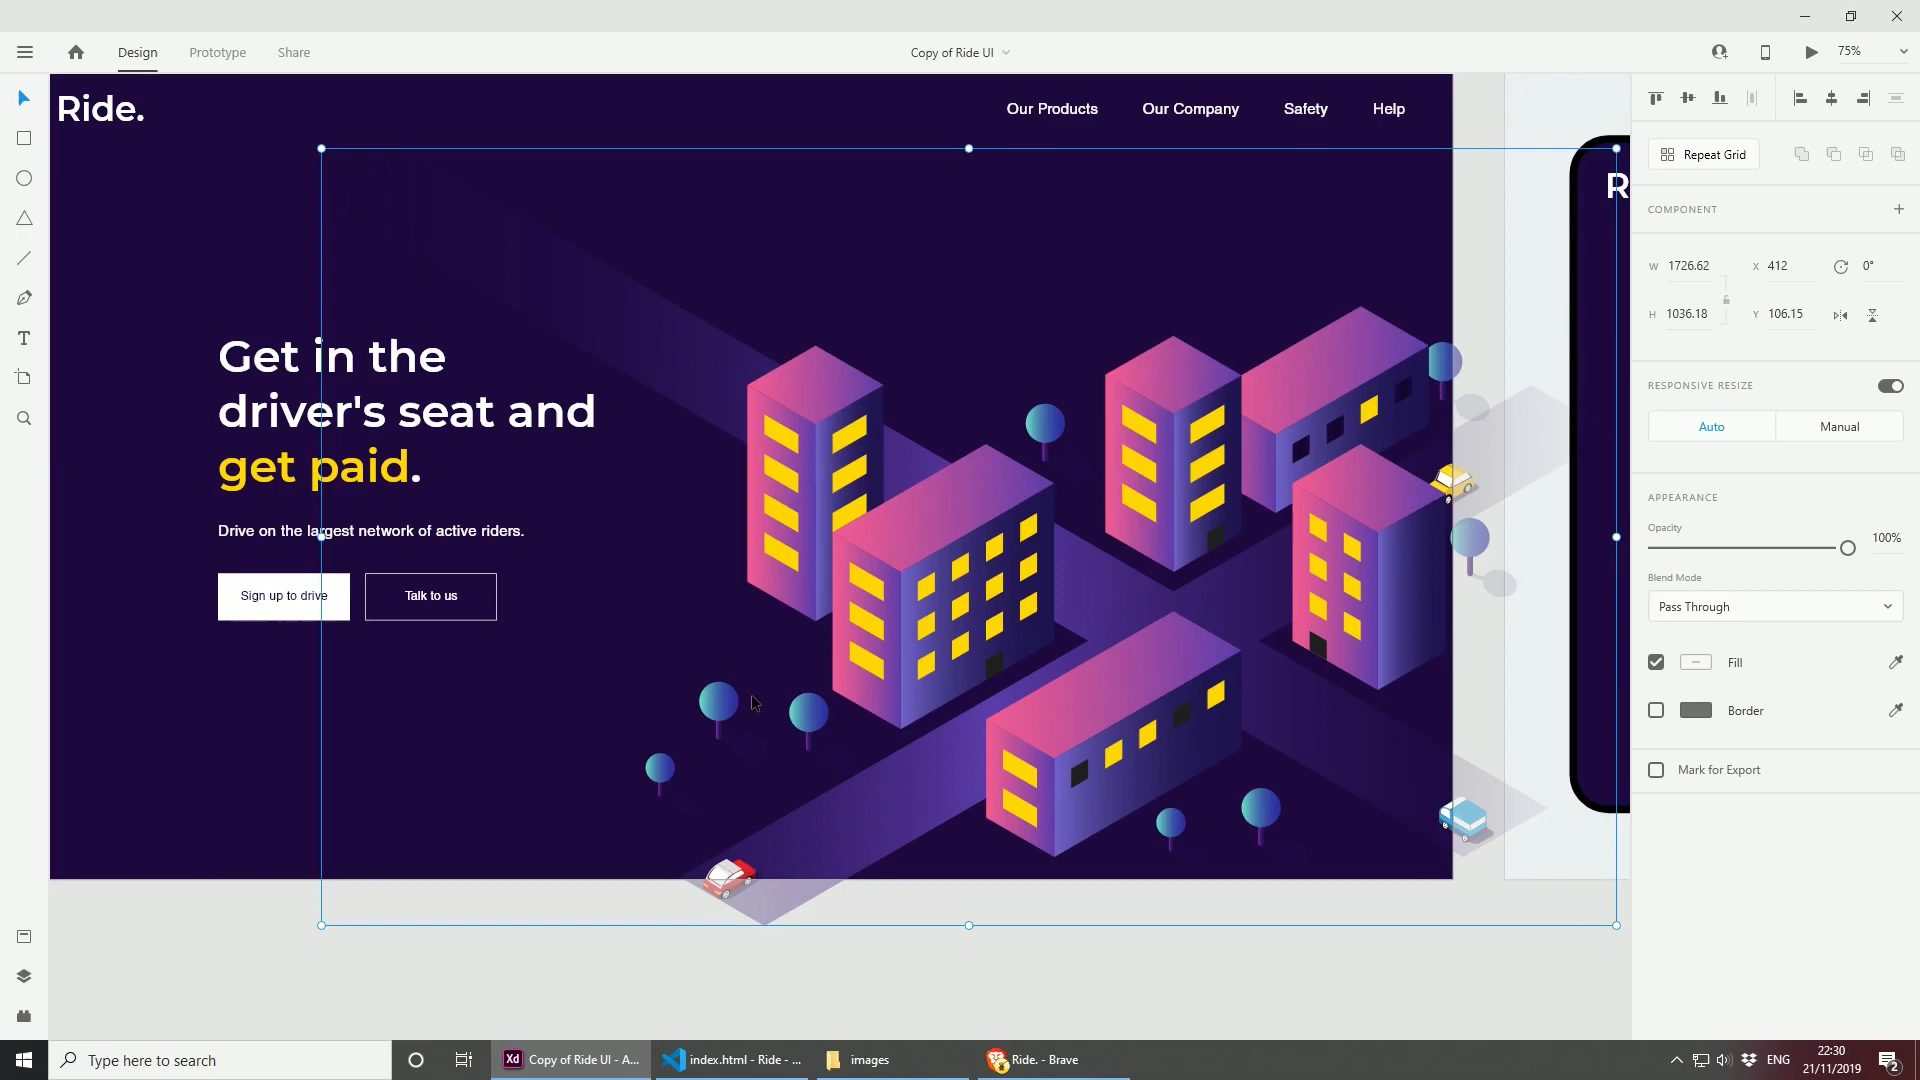 Design
Prototype
Share
Copy of Ride UI
75%
Ride.
Our Products
Our Company
Safety
Help
R
Get in the
driver's seat and
get paid.
Drive on the largest network of active riders.
Sign up to drive
Talk to us
Repeat Grid
COMPONENT
W 1726.62
X 412
0°
H 1036.18
Y 106.15
RESPONSIVE RESIZE
Auto
Manual
APPEARANCE
Opacity
100%
Blend Mode
Pass Through
Fill
Border
Mark for Export
Type here to search
Xd
Copy of Ride UI - A...
index.html - Ride - ...
images
Ride. - Brave
ENG
22:30
21/11/2019
2